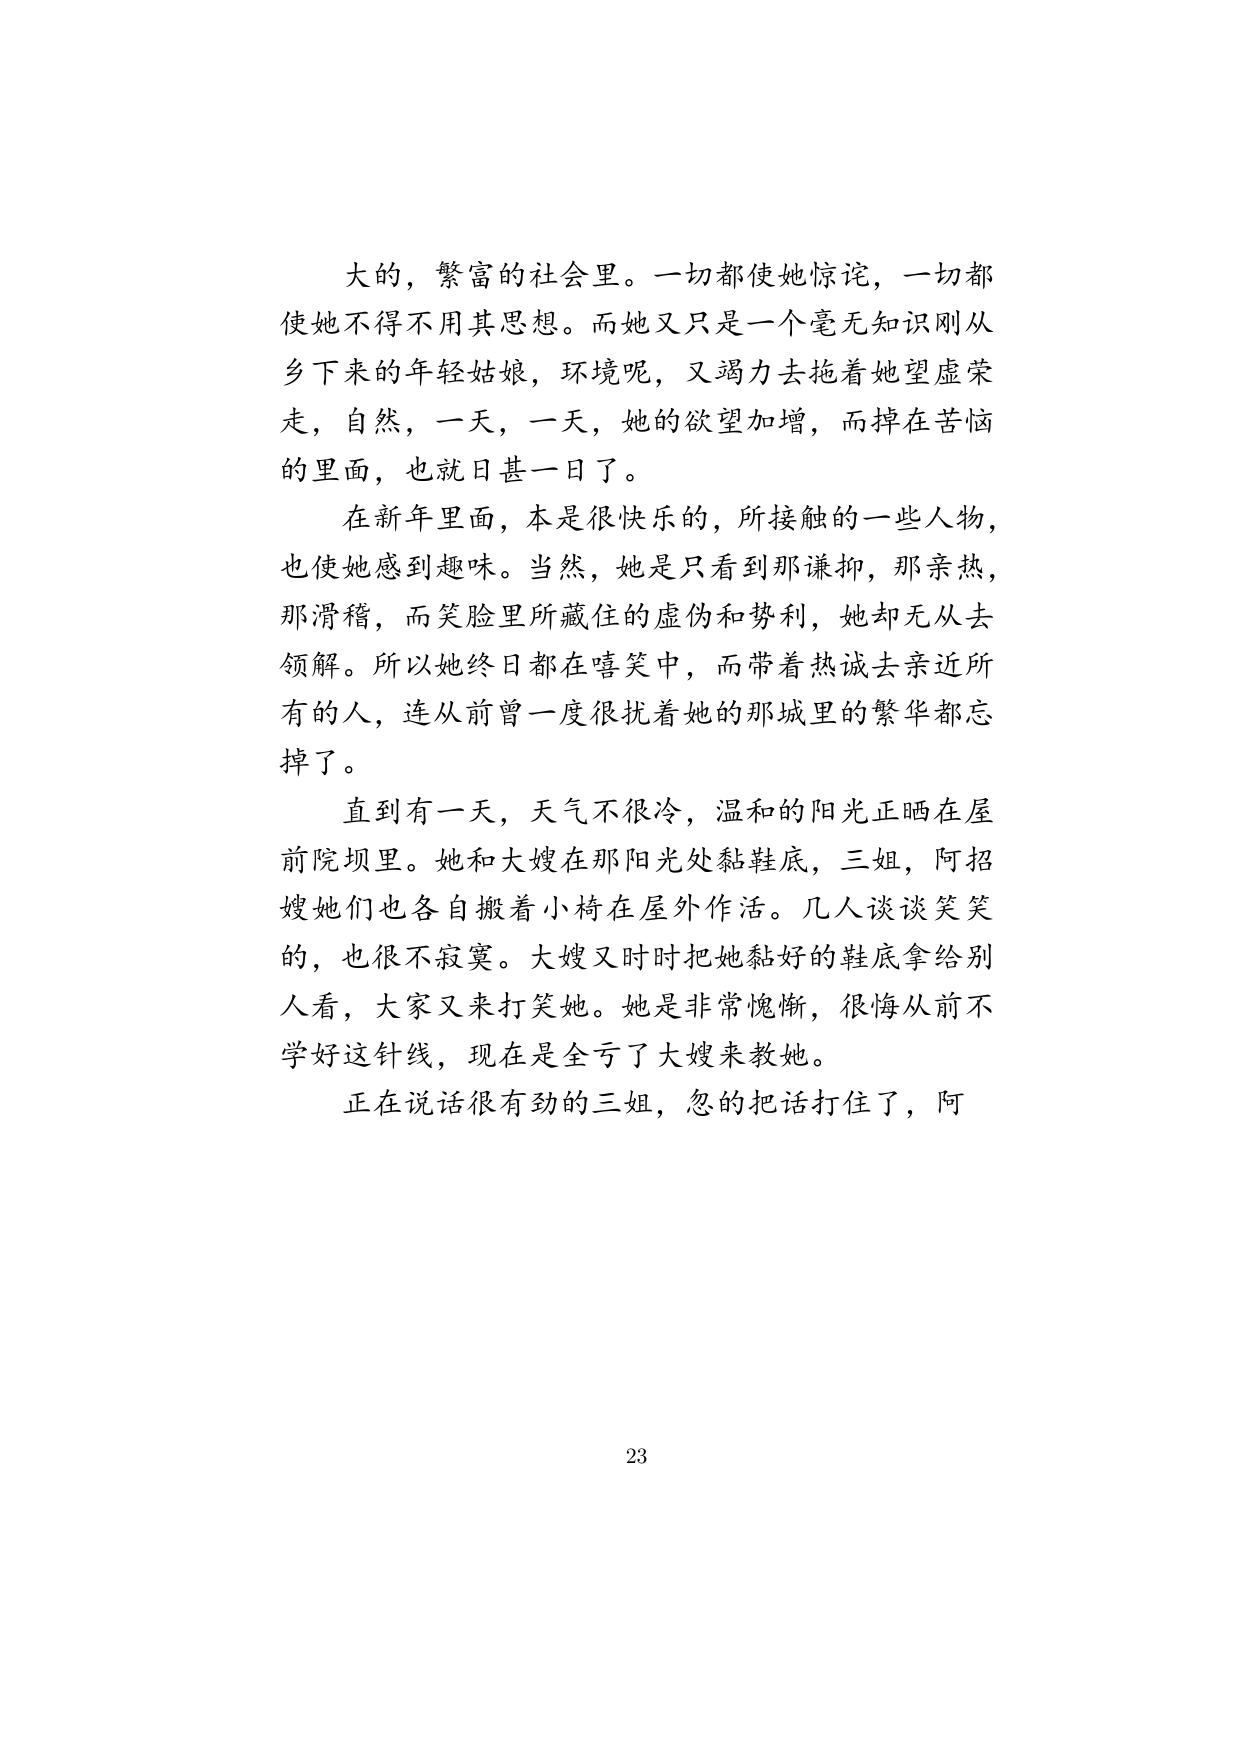 大的，繁富的社会里。一切都使她惊诧，一切都
使她不得不用其思想。而她又只是一个毫无知识刚从
乡下来的年轻姑娘，环境呢，又竭力去拖着她望虚荣
走，自然，一天，一天，她的欲望加增，而掉在苦恼
的里面，也就日甚一日了。
在新年里面，本是很快乐的，所接触的一些人物，
也使她感到趣味。当然，她是只看到那谦抑，那亲热，
那滑稽，而笑脸里所藏住的虚伪和势利，她却无从去
领解。所以她终日都在嘻笑中，而带着热诚去亲近所
有的人，连从前曾一度很扰着她的那城里的繁华都忘
掉了。
直到有一天，天气不很冷，温和的阳光正晒在屋
前院坝里。她和大嫂在那阳光处黏鞋底，三姐，阿招
嫂她们也各自搬着小椅在屋外作活。几人谈谈笑笑
的，也很不寂寞。大嫂又时时把她黏好的鞋底拿给别
人看，大家又来打笑她。她是非常愧惭，很悔从前不
学好这针线，现在是全亏了大嫂来教她。
正在说话很有劲的三姐，忽的把话打住了，阿
23